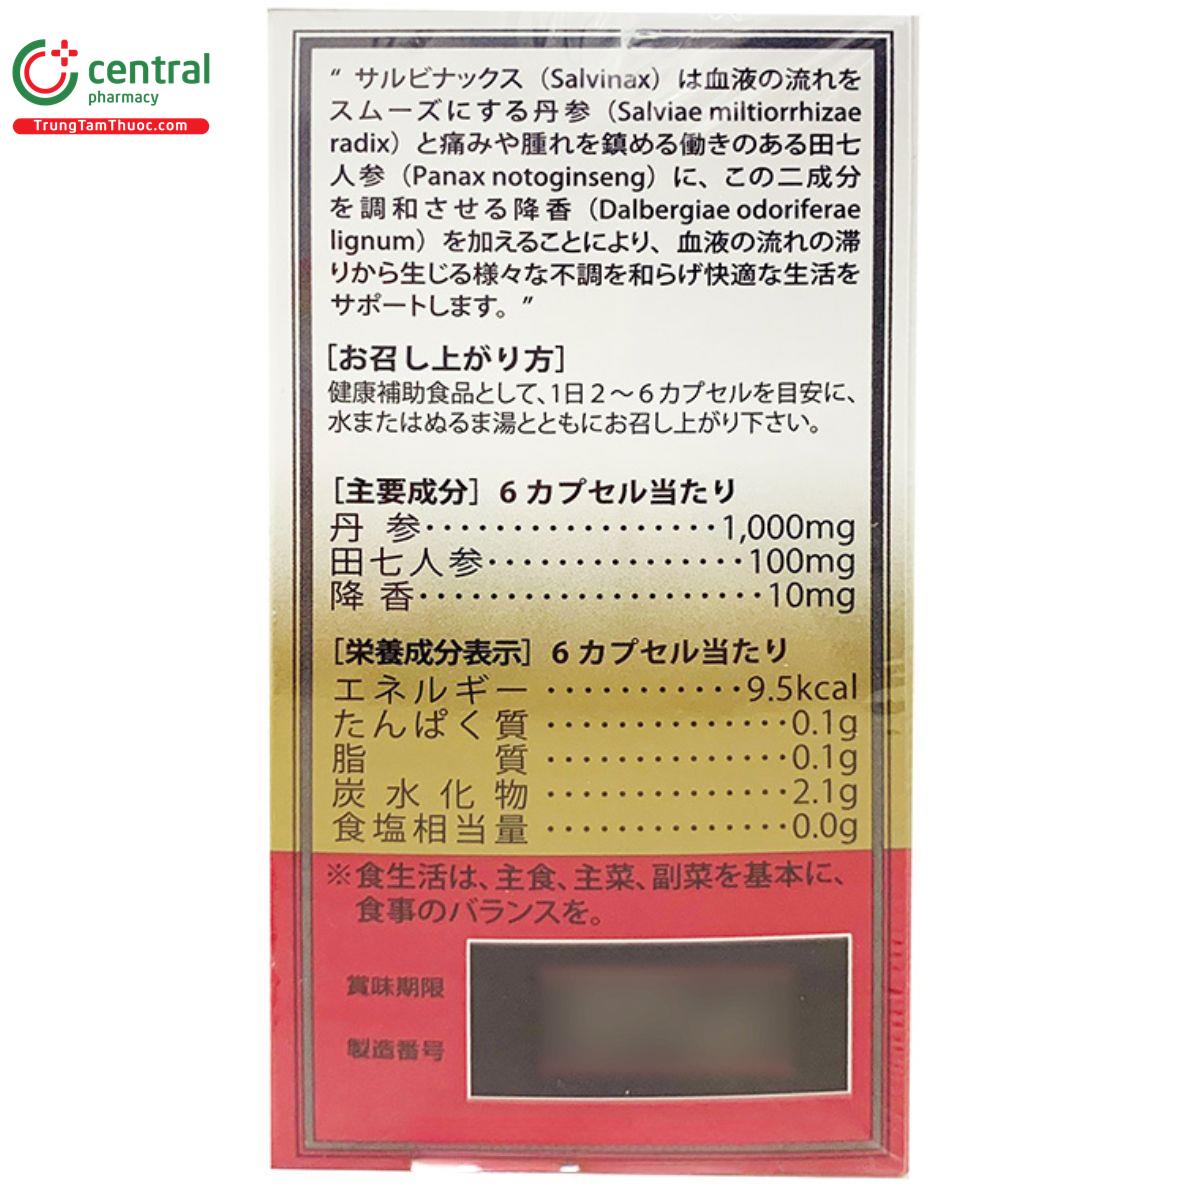 central
pharmacy
TrungTamThuoc.com
“ サルビナックス（Salvinax）は血液の流れを
スムーズにする丹参（Salviae miltiorrhizae
radix）と痛みや腫れを鎮める働きのある田七
人参（Panax notoginseng）に、この二成分
を調和させる降香（Dalbergiae odoriferae
lignum）を加えることにより、血液の流れの滞
りから生じる様々な不調を和らげ快適な生活を
サポートします。”
［お召し上がり方］
健康補助食品として、1日2～6カプセルを目安に、
水またはぬるま湯とともにお召し上がり下さい。
［主要成分］6カプセル当たり
丹 参・・・・・・・・・・・・・・・・・1,000mg
田七人参・・・・・・・・・・・・・・・100mg
降 香・・・・・・・・・・・・・・・・・・・・10mg
［栄養成分表示］6カプセル当たり
エネルギー・・・・・・・・・・・9.5kcal
たんぱく質・・・・・・・・・・・・・・0.1g
脂 質・・・・・・・・・・・・・・0.1g
炭水化物・・・・・・・・・・・・・・2.1g
食塩相当量・・・・・・・・・・・・・・0.0g
※食生活は、主食、主菜、副菜を基本に、
食事のバランスを。
賞味期限
製造番号